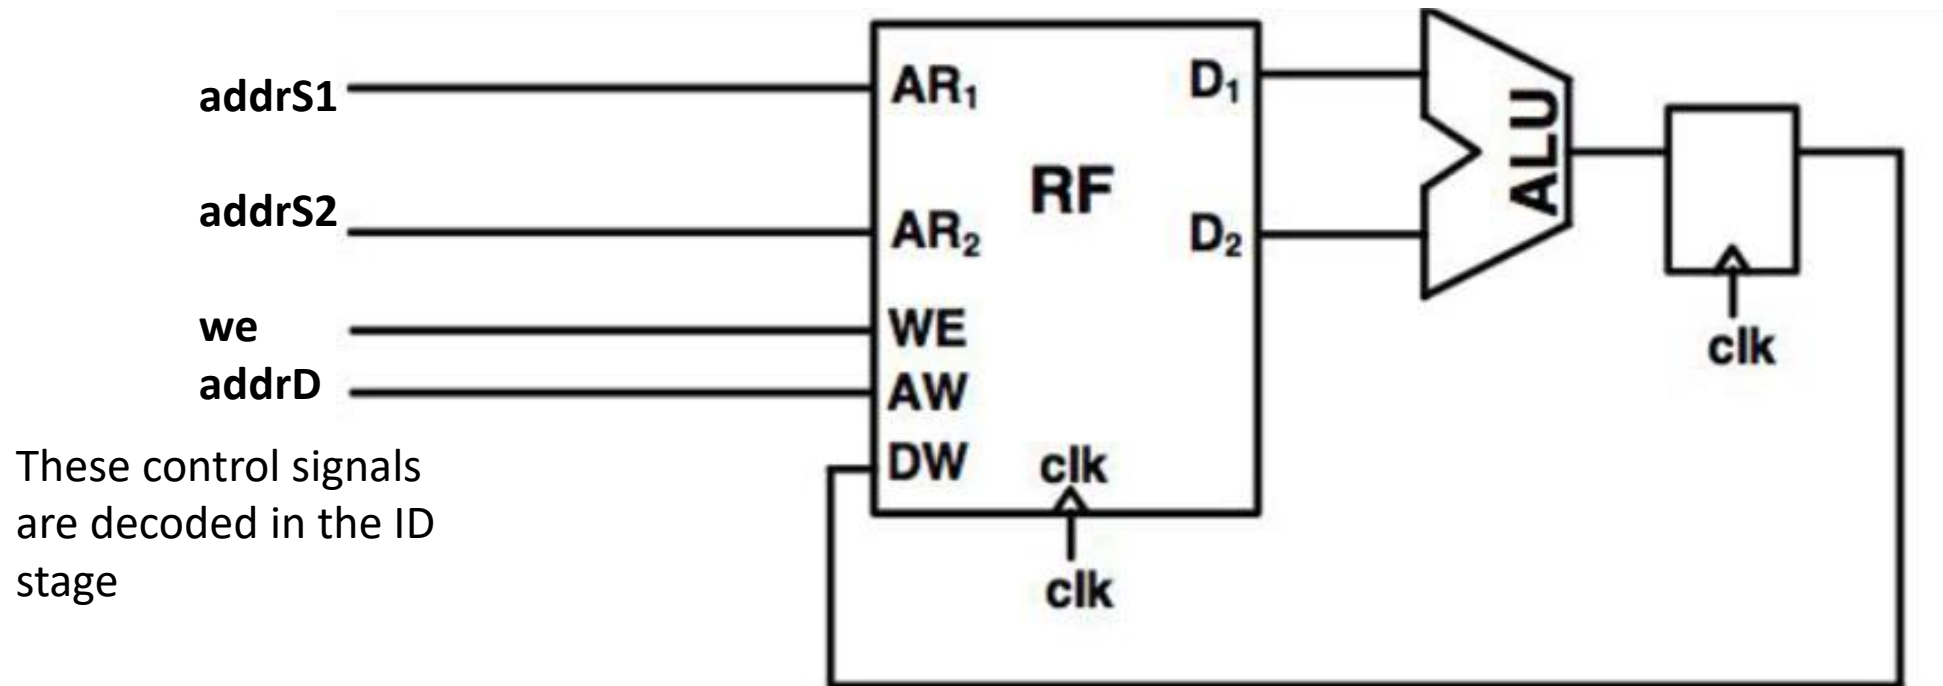 addrS1
addrS2
we
addrD
These control signals
are decoded in the ID
stage
AR₁
AR₂
WE
AW
DW
RF
clk
clk
D₁
D₂
ALU
clk